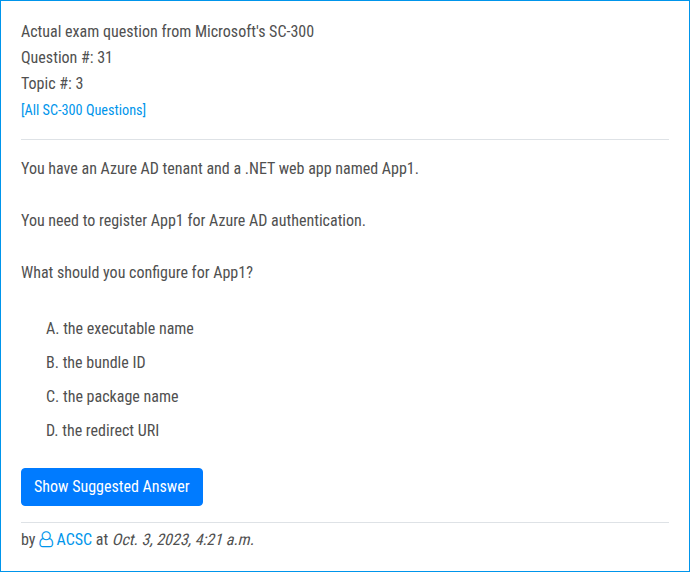 Actual exam question from Microsoft's SC-300
Question #: 31
Topic #: 3
[All SC-300 Questions]
You have an Azure AD tenant and a .NET web app named App1.
You need to register App1 for Azure AD authentication.
What should you configure for App1?
A. the executable name
B. the bundle ID
C. the package name
D. the redirect URI
Show Suggested Answer
by ACSC at Oct. 3, 2023, 4:21 a.m.